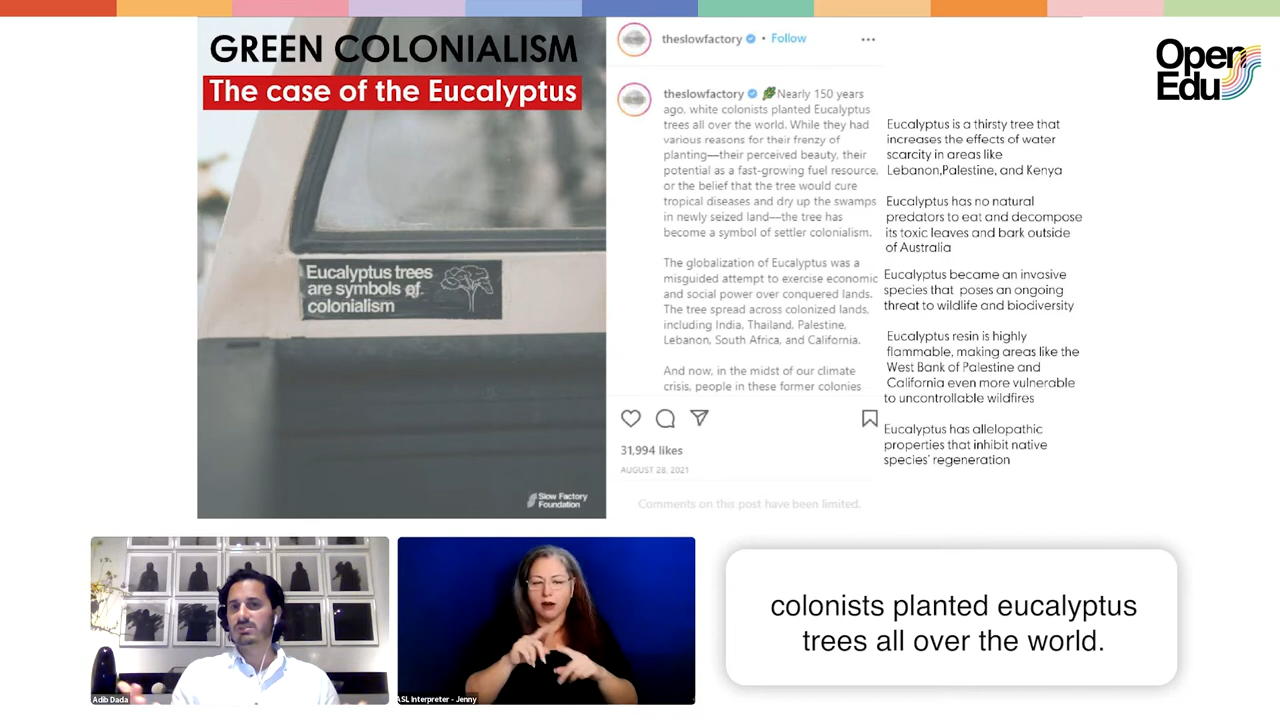 GREEN COLONIALISM
The case of the Eucalyptus
Eucalyptus trees
are symbols of
colonialism
Slow Factory
Foundation
theslowfactory • Follow
theslowfactory Nearly 150 years
ago, white colonists planted Eucalyptus
trees all over the world. While they had
various reasons for their frenzy of
planting—their perceived beauty, their
potential as a fast-growing fuel resource,
or the belief that the tree would cure
tropical diseases and dry up the swamps
in newly seized land—the tree has
become a symbol of settler colonialism.
The globalization of Eucalyptus was a
misguided attempt to exercise economic
and social power over conquered lands.
The tree spread across colonized lands,
including India, Thailand, Palestine,
Lebanon, South Africa, and California.
And now, in the midst of our climate
crisis, people in these former colonies
31,994 likes
AUGUST 28, 2021
Comments on this post have been limited.
Open
Edu
Eucalyptus is a thirsty tree that
increases the effects of water
scarcity in areas like
Lebanon,Palestine, and Kenya
Eucalyptus has no natural
predators to eat and decompose
its toxic leaves and bark outside
of Australia
Eucalyptus became an invasive
species that poses an ongoing
threat to wildlife and biodiversity
Eucalyptus resin is highly
flammable, making areas like the
West Bank of Palestine and
California even more vulnerable
to uncontrollable wildfires
Eucalyptus has allelopathic
properties that inhibit native
species' regeneration
Adib Dada
ASL Interpreter - Jenny
colonists planted eucalyptus
trees all over the world.